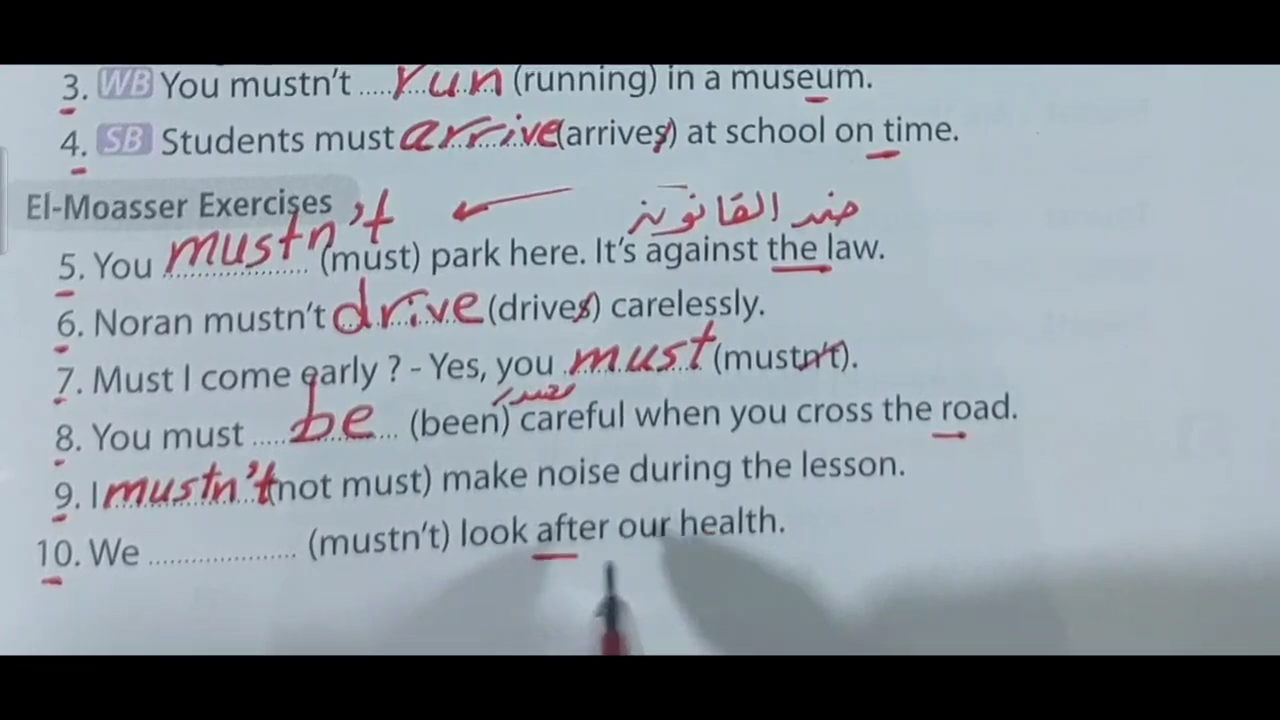 3. WB You mustn't ..... run (running) in a museum.
4. SB Students must arrive (arrives) at school on time.
El-Moasser Exercises
ضد القانون
5. You mustn't (must) park here. It's against the law.
6. Noran mustn't drive (drives) carelessly.
7. Must I come early ? - Yes, you must (mustn't).
8. You must ..... be ..... (been) careful when you cross the road.
9. I mustn't (not must) make noise during the lesson.
10. We ..................... (mustn't) look after our health.